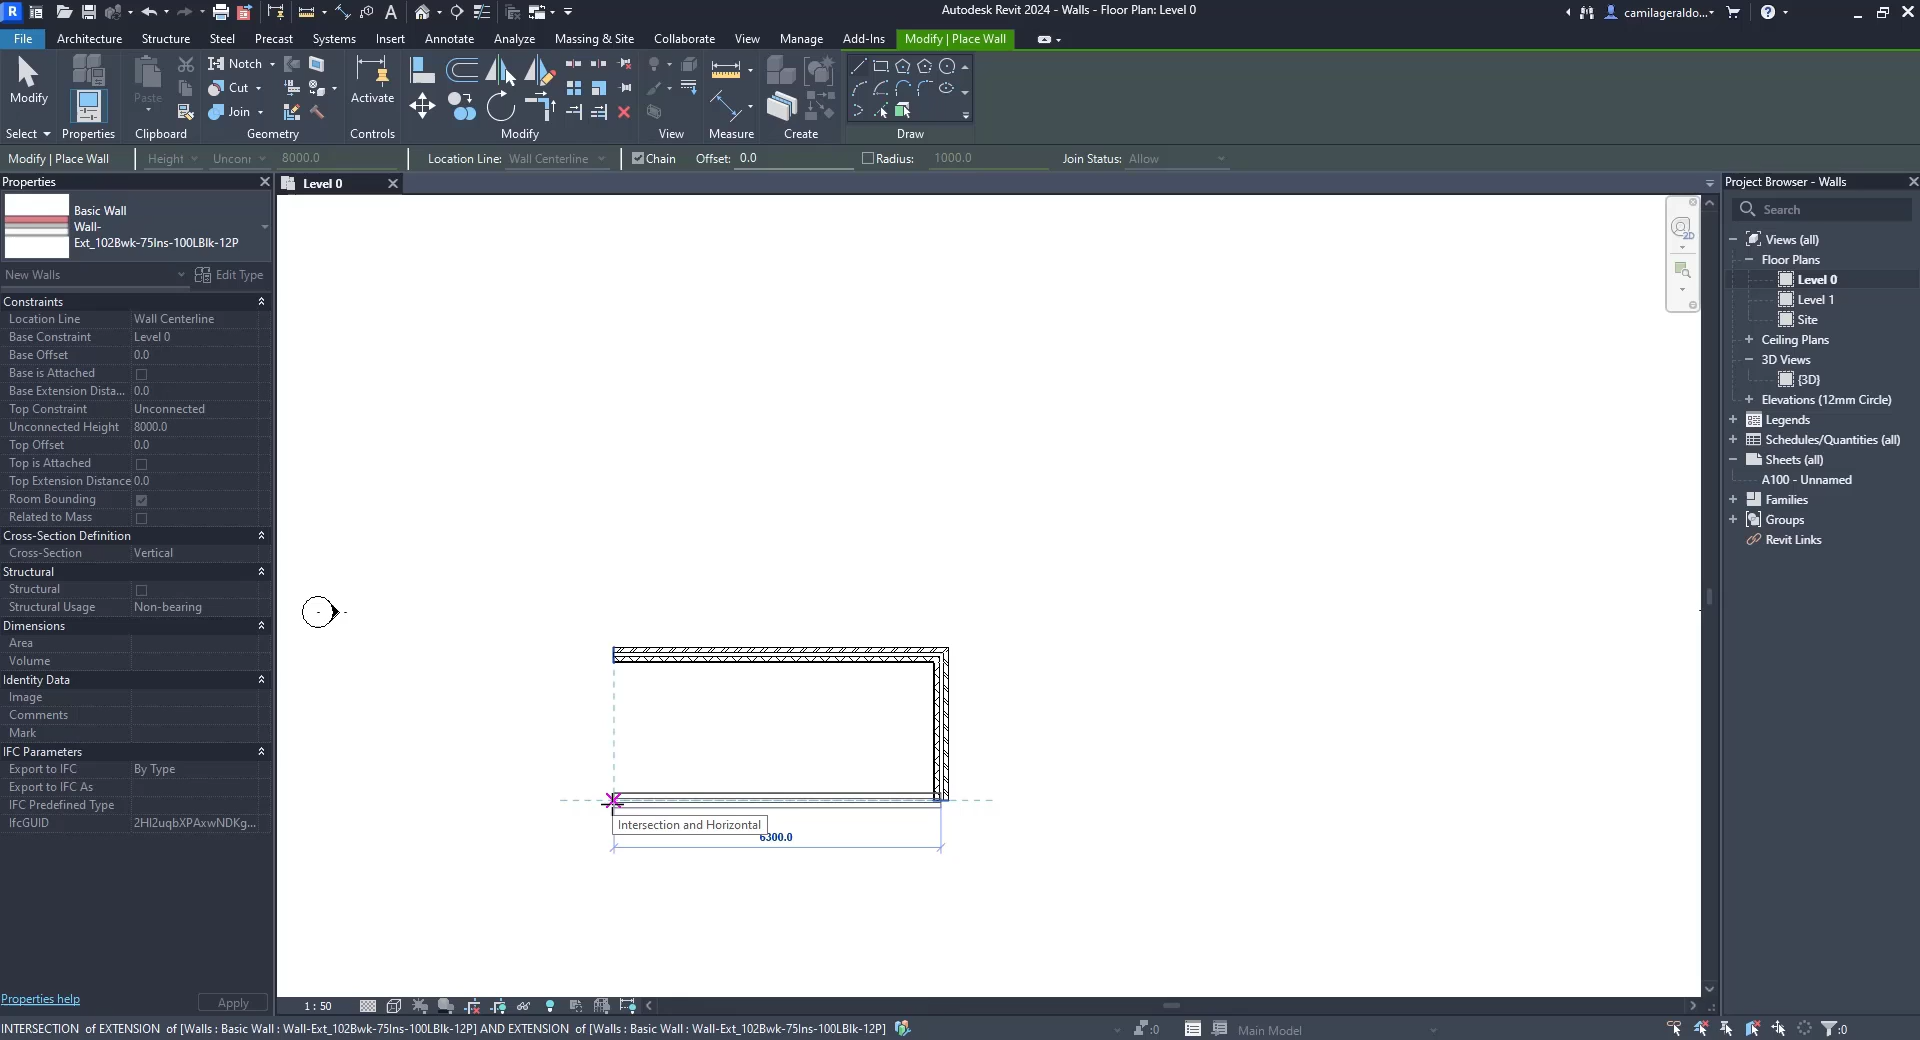 Autodesk Revit 2024 - Walls - Floor Plan: Level 0
camilageraldo...
File Architecture Structure Steel Precast Systems Insert Annotate Analyze Massing & Site Collaborate View Manage Add-Ins Modify | Place Wall
Modify
Paste
Notch
Cut
Join
Activate
Select Properties Clipboard Geometry Controls Modify View Measure Create Draw
Modify | Place Wall Height Unconr 8000.0 Location Line: Wall Centerline Chain Offset: 0.0 Radius: 1000.0 Join Status: Allow
Properties
Basic Wall
Wall-
Ext_102Bwk-75Ins-100LBlk-12P
New Walls Edit Type
Constraints
Location Line Wall Centerline
Base Constraint Level 0
Base Offset 0.0
Base is Attached
Base Extension Dista... 0.0
Top Constraint Unconnected
Unconnected Height 8000.0
Top Offset 0.0
Top is Attached
Top Extension Distance 0.0
Room Bounding
Related to Mass
Cross-Section Definition
Cross-Section Vertical
Structural
Structural
Structural Usage Non-bearing
Dimensions
Area
Volume
Identity Data
Image
Comments
Mark
IFC Parameters
Export to IFC By Type
Export to IFC As
IFC Predefined Type
IfcGUID 2HI2uqbXPAxwNDKg...
Properties help
Apply
Level 0
2D
Intersection and Horizontal
6300.0
Project Browser - Walls
Search
Views (all)
Floor Plans
Level 0
Level 1
Site
Ceiling Plans
3D Views
{3D}
Elevations (12mm Circle)
Legends
Schedules/Quantities (all)
Sheets (all)
A100 - Unnamed
Families
Groups
Revit Links
1 : 50
INTERSECTION of EXTENSION of [Walls : Basic Wall : Wall-Ext_102Bwk-75Ins-100LBlk-12P] AND EXTENSION of [Walls : Basic Wall : Wall-Ext_102Bwk-75Ins-100LBlk-12P]
:0
Main Model
:0